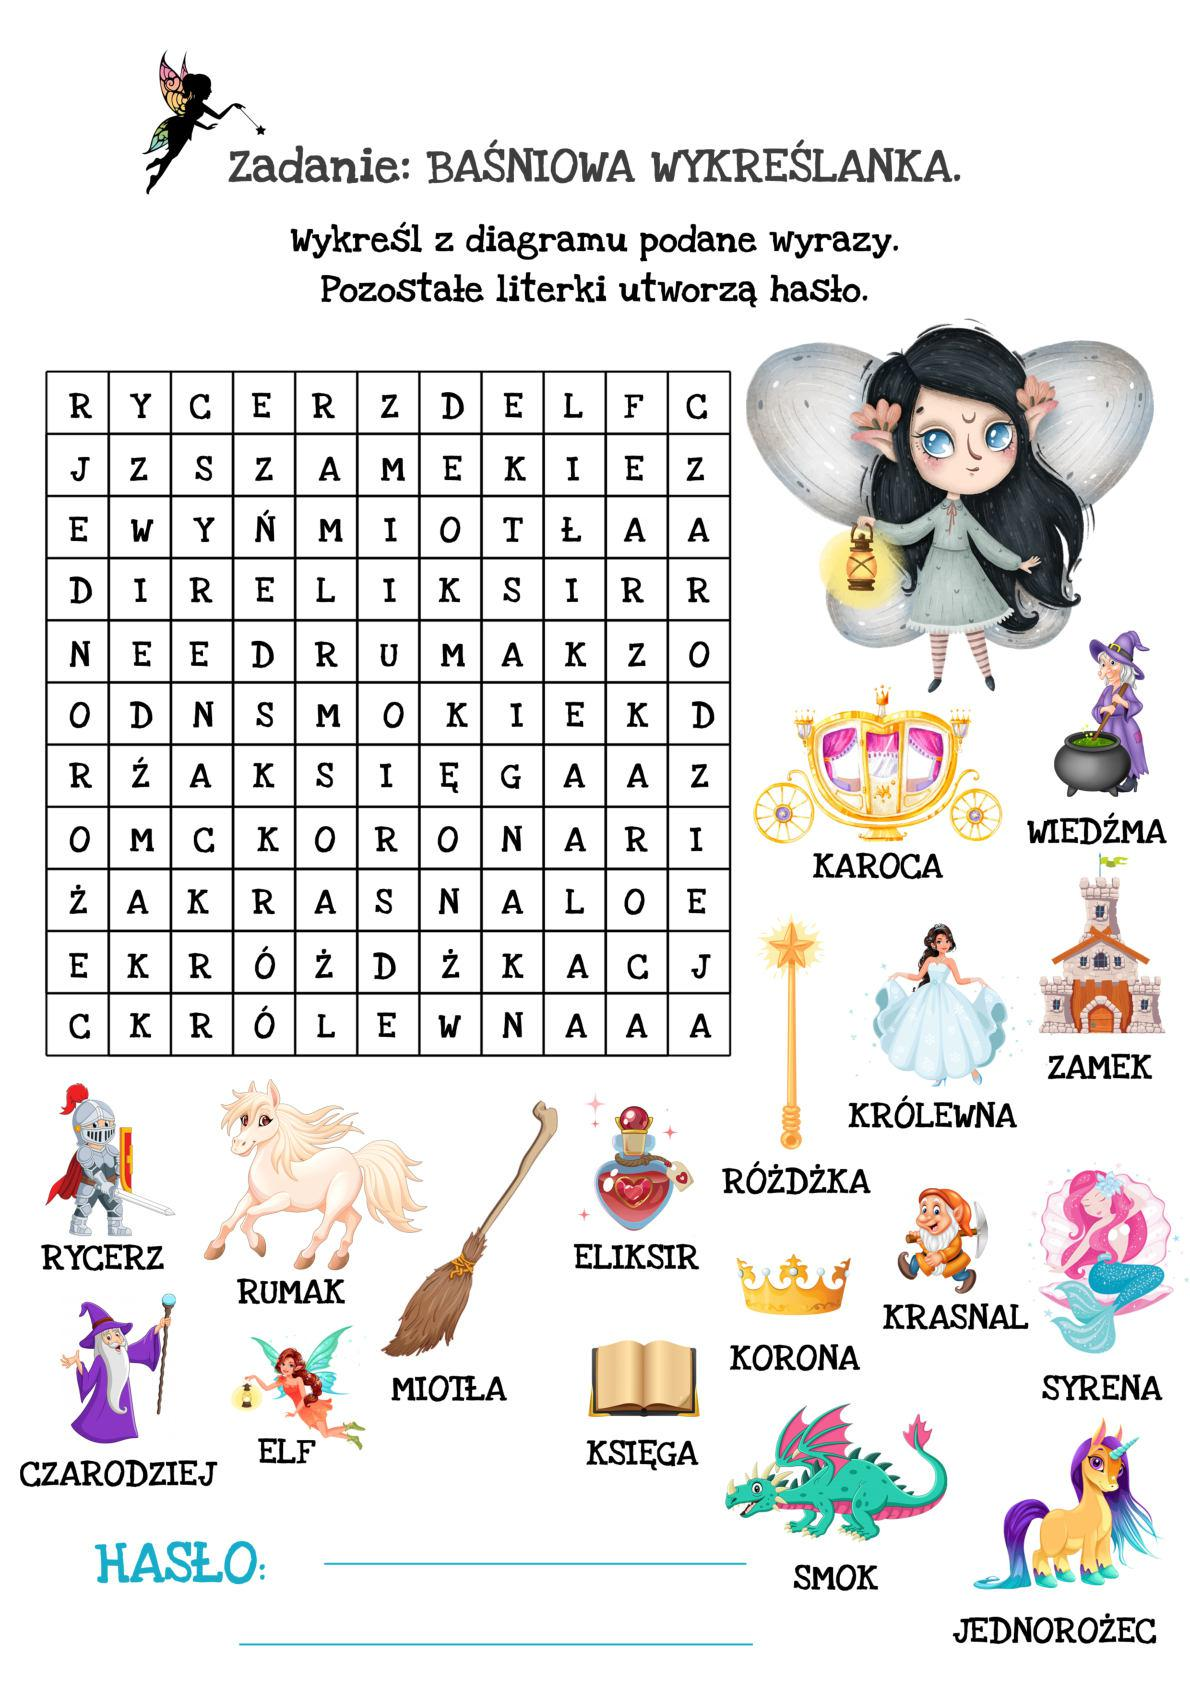 Zadanie: BAŚNIOWA WYKREŚLANKA.
Wykreśl z diagramu podane wyrazy.
Pozostałe literki utworzą hasło.
R Y C E R Z D E L F C
J Z S Z A M E K I E Z
E W Y Ń M I O T Ł A A
D I R E L I K S I R R
N E E D R U M A K Z O
O D N S M O K I E K D
R Ź A K S I Ę G A A Z
O M C K O R O N A R I
Ż A K R A S N A L O E
E K R Ó Ż D Ż K A C J
C K R Ó L E W N A A A
KAROCA
WIEDŹMA
ZAMEK
KRÓLEWNA
RÓŻDŻKA
RYCERZ
RUMAK
ELIKSIR
KRASNAL
KORONA
SYRENA
MIOTŁA
CZARODZIEJ
ELF
KSIĘGA
SMOK
JEDNOROŻEC
HASŁO: